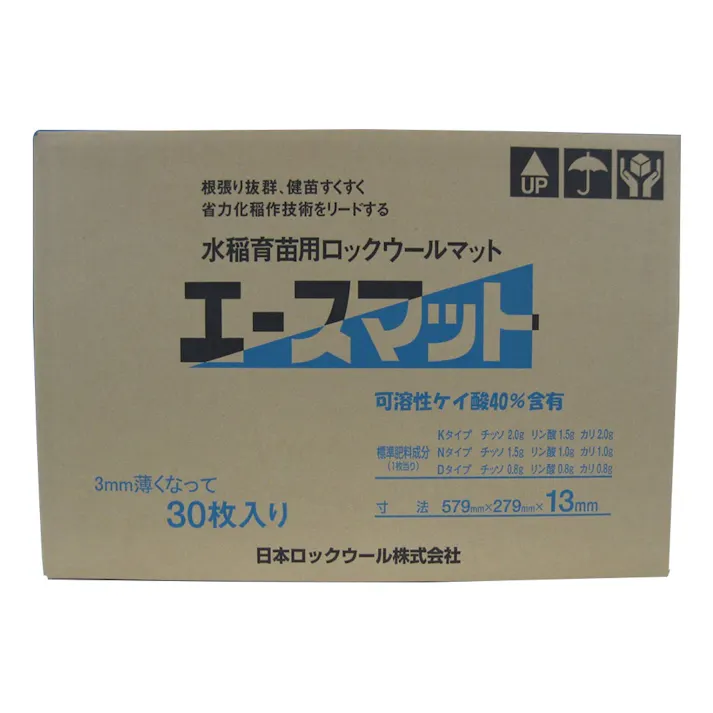 UP
根張り抜群、健苗すくすく
省力化稲作技術をリードする
水稲育苗用ロックウールマット
エースマット
可溶性ケイ酸40%含有
標準肥料成分
(1枚当り)
Kタイプ チッソ2.0g リン酸1.5g カリ2.0g
Nタイプ チッソ1.5g リン酸1.0g カリ1.0g
Dタイプ チッソ0.8g リン酸0.8g カリ0.8g
寸法 579mm×279mm×13mm
3mm薄くなって
30枚入り
日本ロックウール株式会社